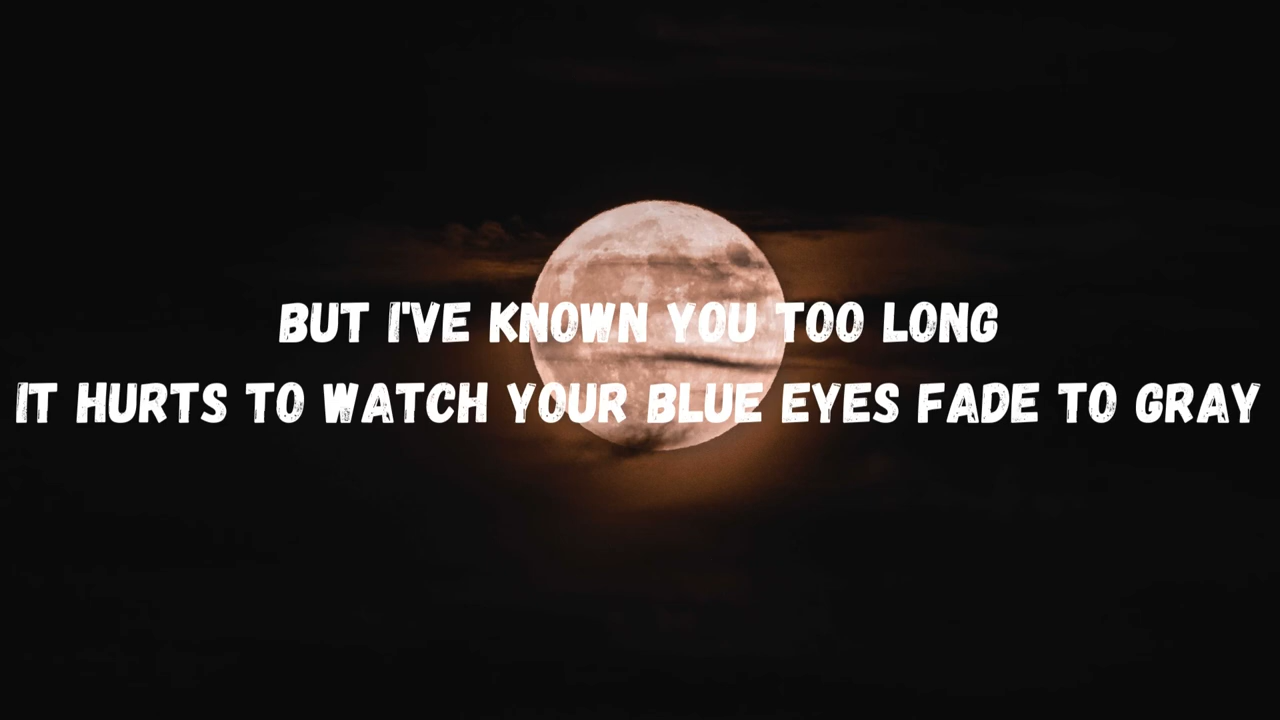 BUT I'VE KNOWN YOU TOO LONG
IT HURTS TO WATCH YOUR BLUE EYES FADE TO GRAY